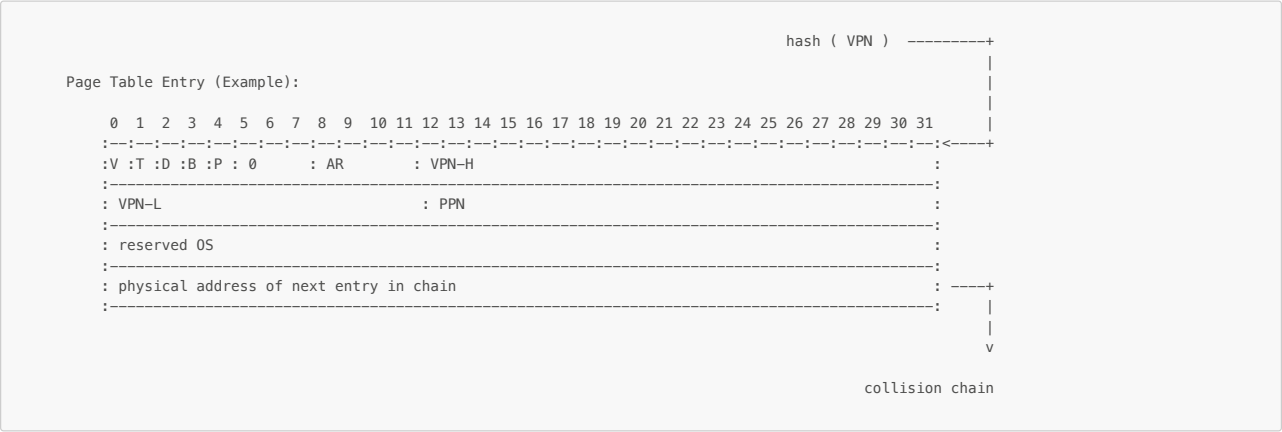 hash ( VPN ) ---------+
|
Page Table Entry (Example): |
|
0 1 2 3 4 5 6 7 8 9 10 11 12 13 14 15 16 17 18 19 20 21 22 23 24 25 26 27 28 29 30 31 |
:--:--:--:--:--:--:--:--:--:--:--:--:--:--:--:--:--:--:--:--:--:--:--:--:--:--:--:--:--:--:--:--:<----+
:V :T :D :B :P : 0 : AR : VPN-H :
:-----------------------------------------------------------------------------------------------:
: VPN-L : PPN :
:-----------------------------------------------------------------------------------------------:
: reserved OS :
:-----------------------------------------------------------------------------------------------:
: physical address of next entry in chain : ----+
:-----------------------------------------------------------------------------------------------: |
|
v
collision chain